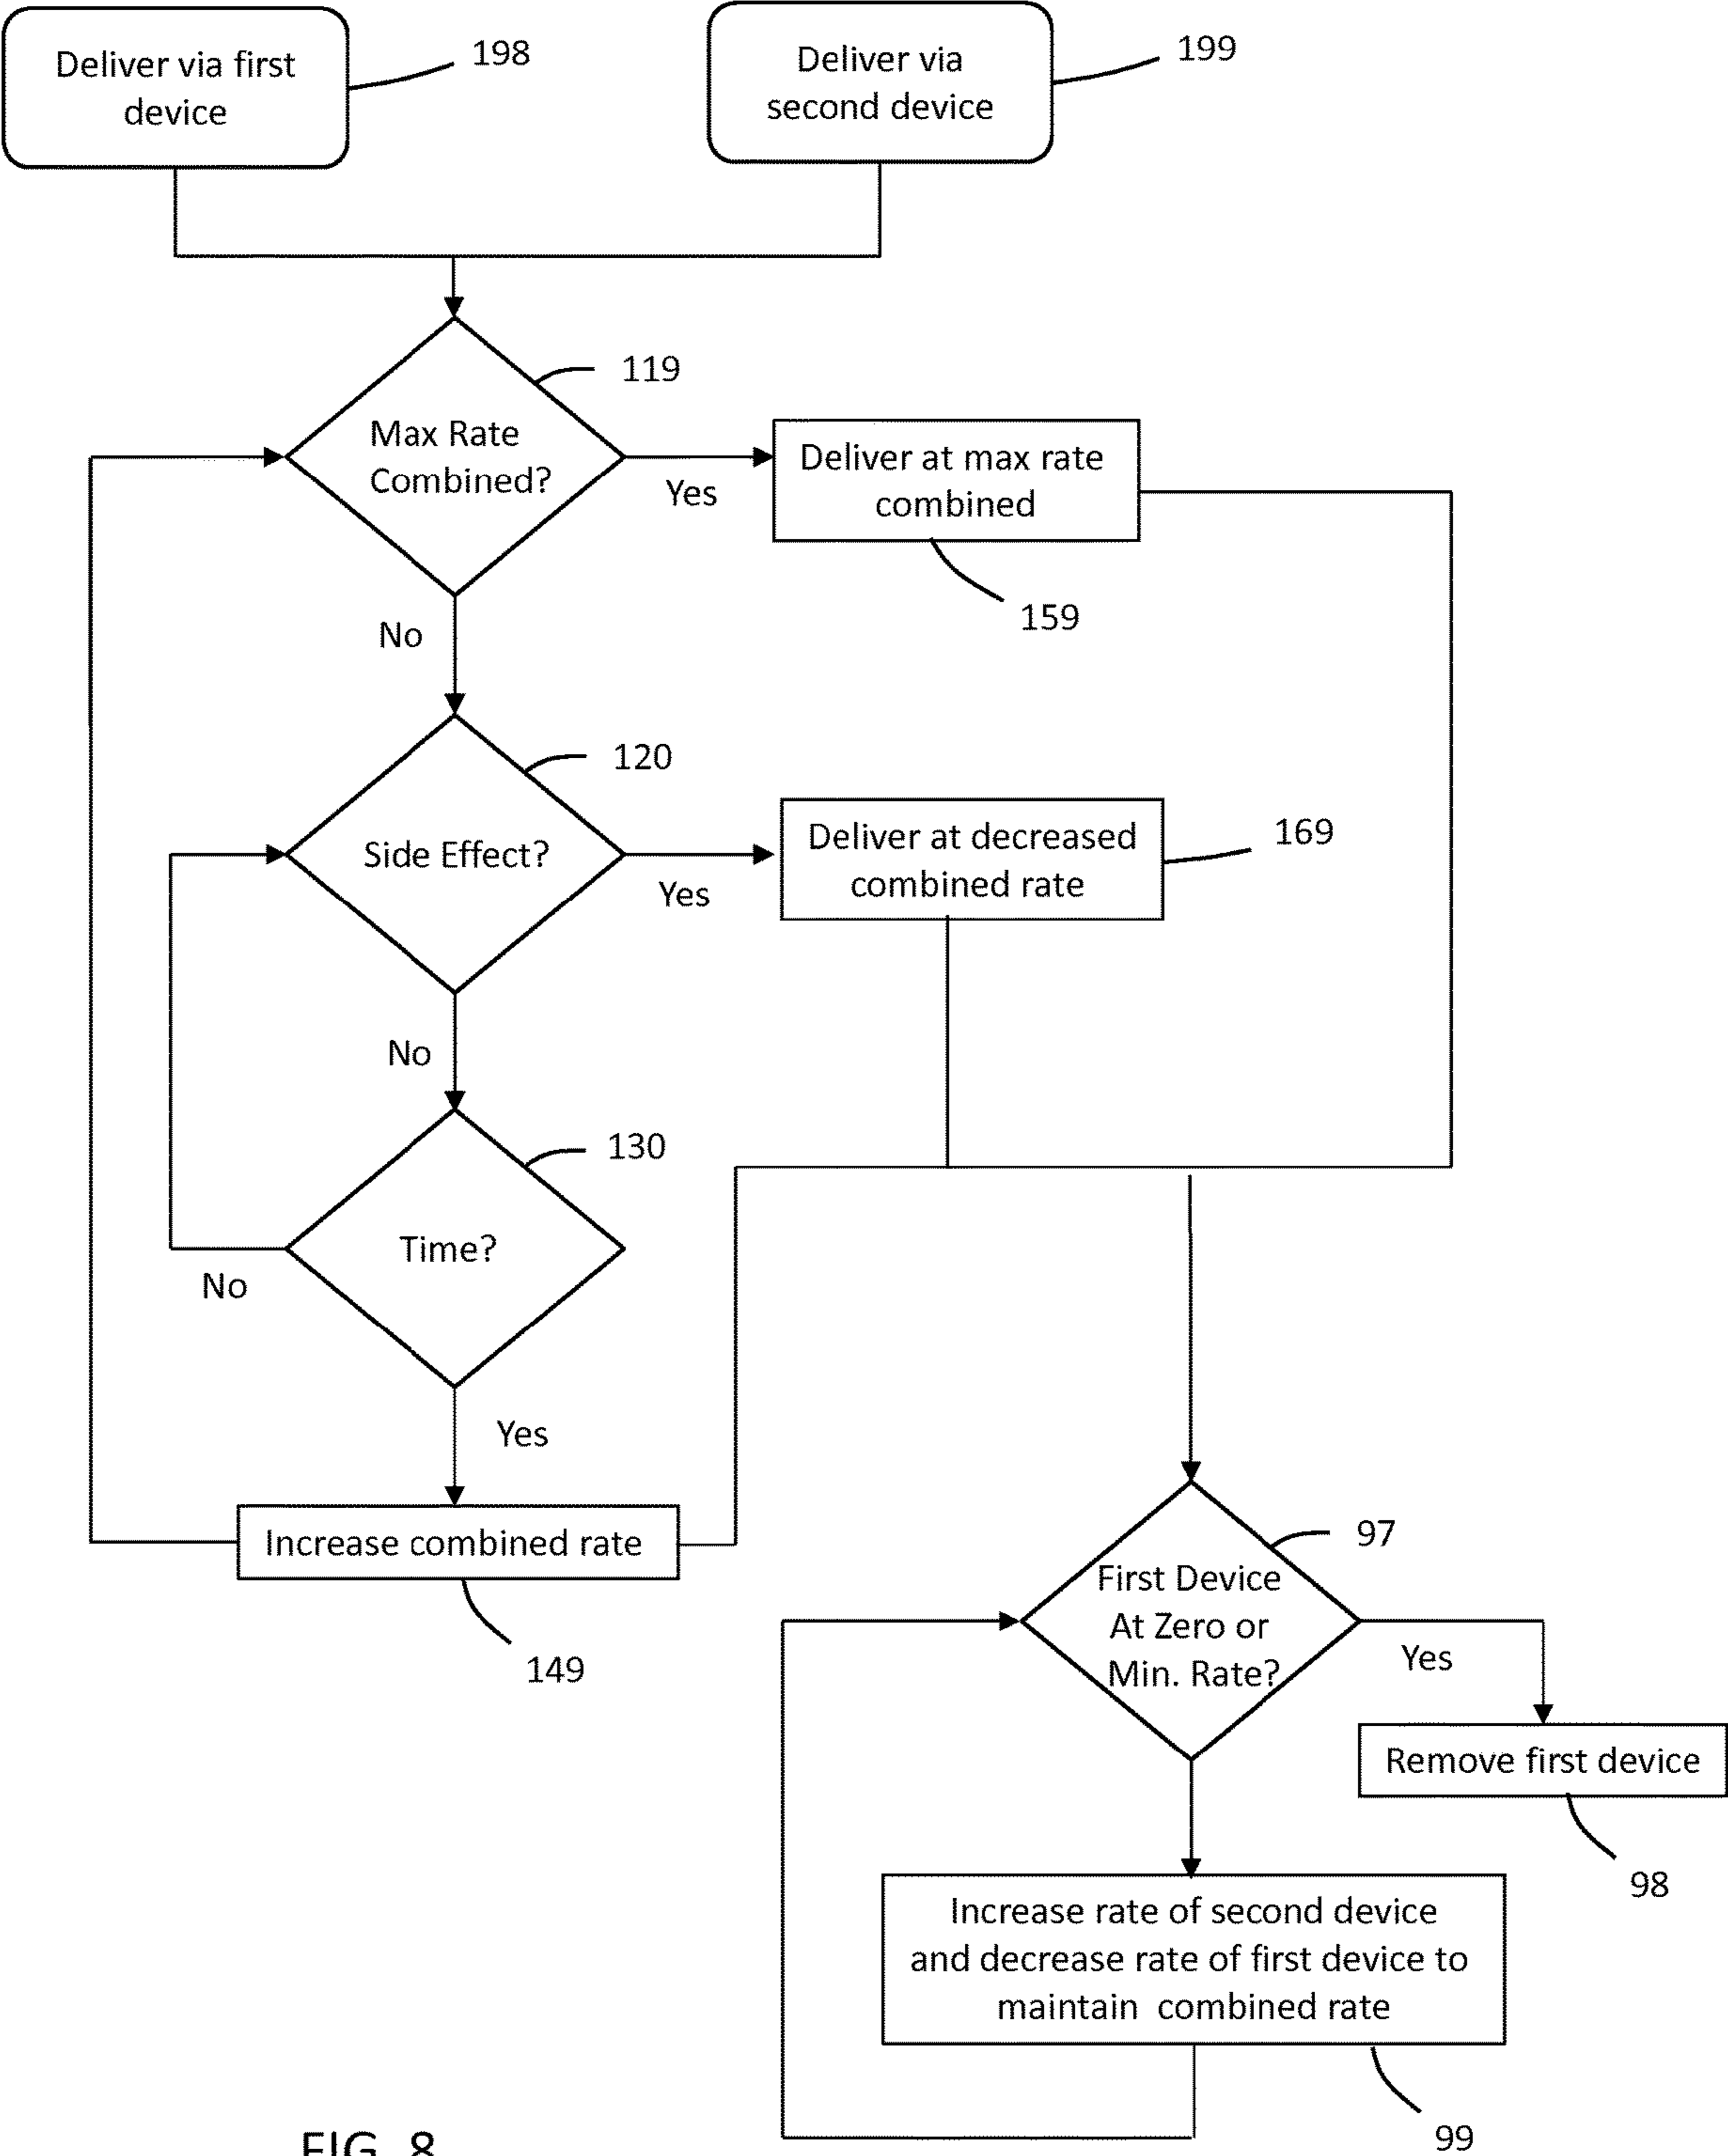 Deliver via first
device
198
Deliver via
second device
199
119
Max Rate
Combined?
Yes
Deliver at max rate
combined
159
No
120
Side Effect?
Yes
Deliver at decreased
combined rate
169
No
130
Time?
No
Yes
Increase combined rate
149
97
First Device
At Zero or
Min. Rate?
Yes
Remove first device
98
Increase rate of second device
and decrease rate of first device to
maintain combined rate
99
FIG. 8